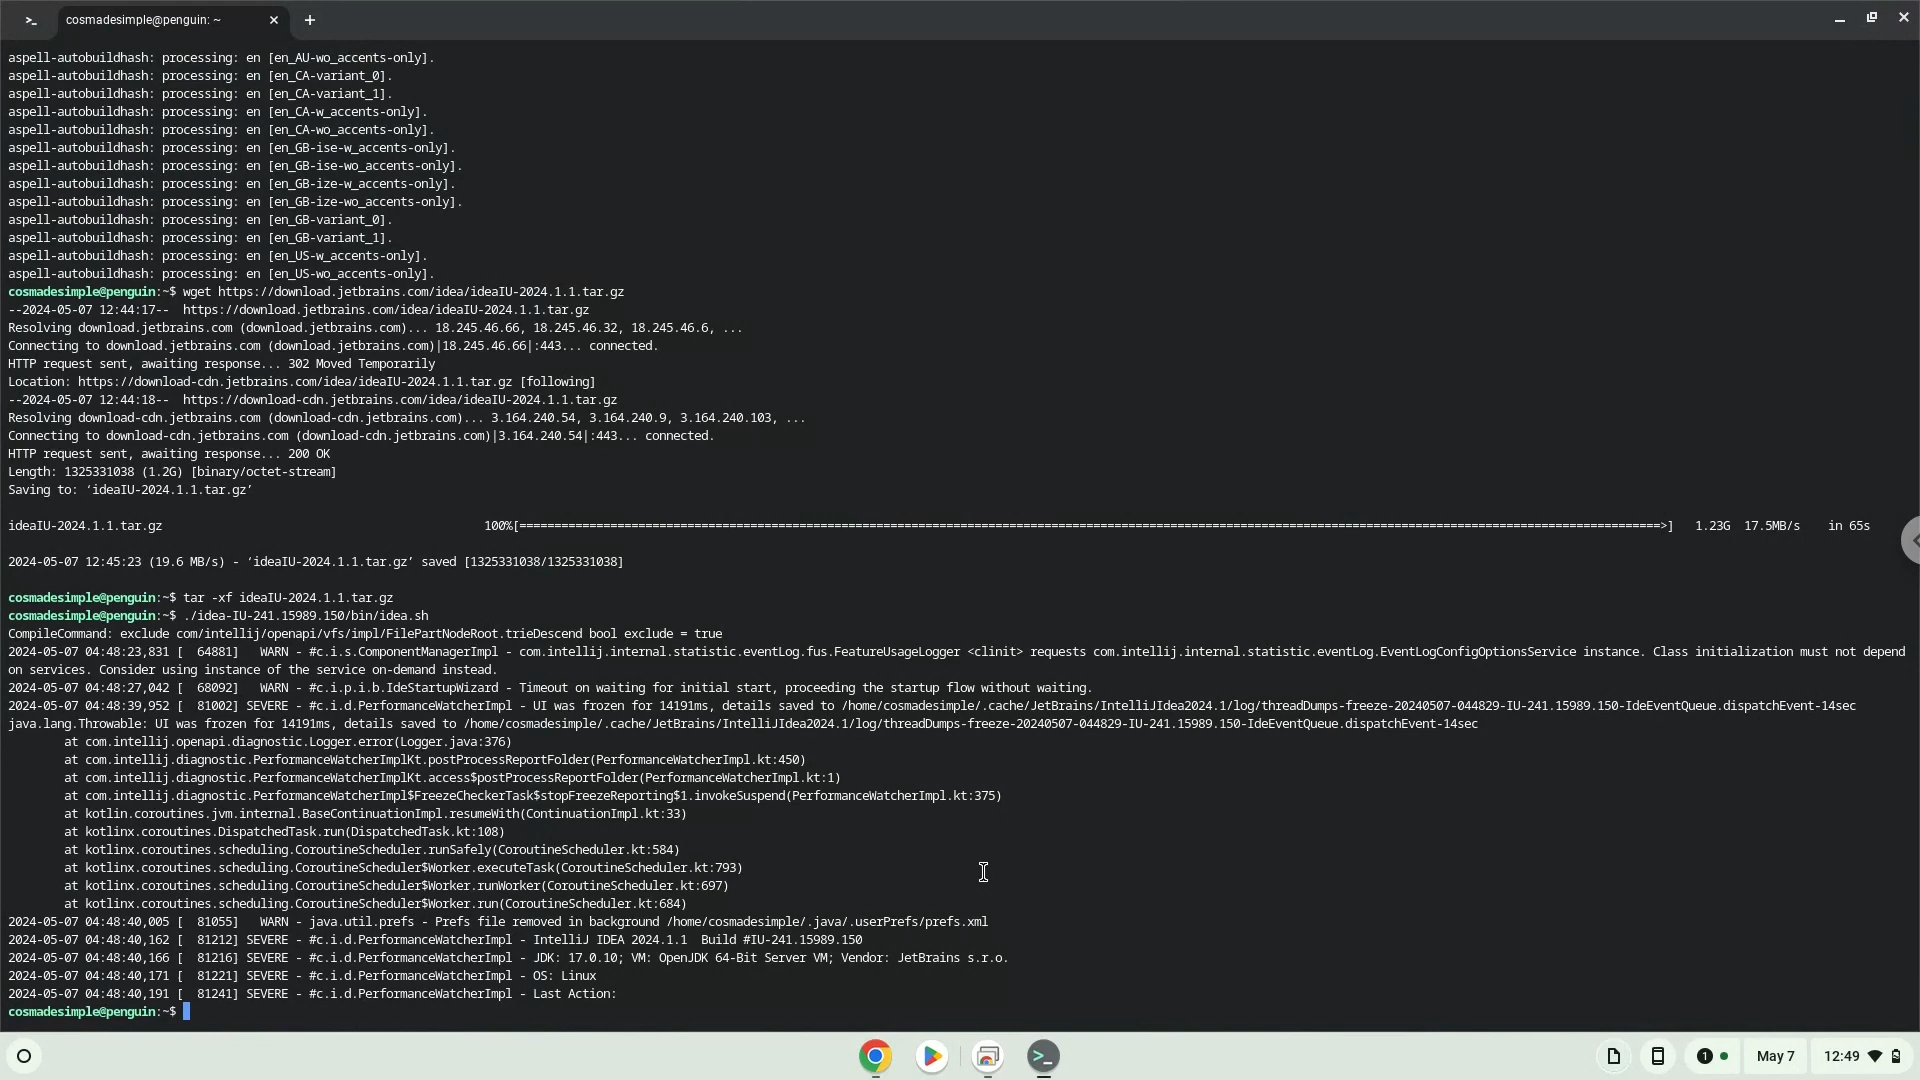 cosmadesimple@penguin: ~
aspell-autobuildhash: processing: en [en_AU-wo_accents-only].
aspell-autobuildhash: processing: en [en_CA-variant_0].
aspell-autobuildhash: processing: en [en_CA-variant_1].
aspell-autobuildhash: processing: en [en_CA-w_accents-only].
aspell-autobuildhash: processing: en [en_CA-wo_accents-only].
aspell-autobuildhash: processing: en [en_GB-ise-w_accents-only].
aspell-autobuildhash: processing: en [en_GB-ise-wo_accents-only].
aspell-autobuildhash: processing: en [en_GB-ize-w_accents-only].
aspell-autobuildhash: processing: en [en_GB-ize-wo_accents-only].
aspell-autobuildhash: processing: en [en_GB-variant_0].
aspell-autobuildhash: processing: en [en_GB-variant_1].
aspell-autobuildhash: processing: en [en_US-w_accents-only].
aspell-autobuildhash: processing: en [en_US-wo_accents-only].
cosmadesimple@penguin:~$ wget https://download.jetbrains.com/idea/ideaIU-2024.1.1.tar.gz
--2024-05-07 12:44:17--  https://download.jetbrains.com/idea/ideaIU-2024.1.1.tar.gz
Resolving download.jetbrains.com (download.jetbrains.com)... 18.245.46.66, 18.245.46.32, 18.245.46.6, ...
Connecting to download.jetbrains.com (download.jetbrains.com)|18.245.46.66|:443... connected.
HTTP request sent, awaiting response... 302 Moved Temporarily
Location: https://download-cdn.jetbrains.com/idea/ideaIU-2024.1.1.tar.gz [following]
--2024-05-07 12:44:18--  https://download-cdn.jetbrains.com/idea/ideaIU-2024.1.1.tar.gz
Resolving download-cdn.jetbrains.com (download-cdn.jetbrains.com)... 3.164.240.54, 3.164.240.9, 3.164.240.103, ...
Connecting to download-cdn.jetbrains.com (download-cdn.jetbrains.com)|3.164.240.54|:443... connected.
HTTP request sent, awaiting response... 200 OK
Length: 1325331038 (1.2G) [binary/octet-stream]
Saving to: ‘ideaIU-2024.1.1.tar.gz’
ideaIU-2024.1.1.tar.gz 100%[===================================================================================================================================================================>] 1.23G 17.5MB/s in 65s
2024-05-07 12:45:23 (19.6 MB/s) - ‘ideaIU-2024.1.1.tar.gz’ saved [1325331038/1325331038]
cosmadesimple@penguin:~$ tar -xf ideaIU-2024.1.1.tar.gz
cosmadesimple@penguin:~$ ./idea-IU-241.15989.150/bin/idea.sh
CompileCommand: exclude com/intellij/openapi/vfs/impl/FilePartNodeRoot.trieDescend bool exclude = true
2024-05-07 04:48:23,831 [  64881]   WARN - #c.i.s.ComponentManagerImpl - com.intellij.internal.statistic.eventLog.fus.FeatureUsageLogger <clinit> requests com.intellij.internal.statistic.eventLog.EventLogConfigOptionsService instance. Class initialization must not depend
on services. Consider using instance of the service on-demand instead.
2024-05-07 04:48:27,042 [  68092]   WARN - #c.i.p.i.b.IdeStartupWizard - Timeout on waiting for initial start, proceeding the startup flow without waiting.
2024-05-07 04:48:39,952 [  81002] SEVERE - #c.i.d.PerformanceWatcherImpl - UI was frozen for 14191ms, details saved to /home/cosmadesimple/.cache/JetBrains/IntelliJIdea2024.1/log/threadDumps-freeze-20240507-044829-IU-241.15989.150-IdeEventQueue.dispatchEvent-14sec
java.lang.Throwable: UI was frozen for 14191ms, details saved to /home/cosmadesimple/.cache/JetBrains/IntelliJIdea2024.1/log/threadDumps-freeze-20240507-044829-IU-241.15989.150-IdeEventQueue.dispatchEvent-14sec
at com.intellij.openapi.diagnostic.Logger.error(Logger.java:376)
at com.intellij.diagnostic.PerformanceWatcherImplKt.postProcessReportFolder(PerformanceWatcherImpl.kt:450)
at com.intellij.diagnostic.PerformanceWatcherImplKt.access$postProcessReportFolder(PerformanceWatcherImpl.kt:1)
at com.intellij.diagnostic.PerformanceWatcherImpl$FreezeCheckerTask$stopFreezeReporting$1.invokeSuspend(PerformanceWatcherImpl.kt:375)
at kotlin.coroutines.jvm.internal.BaseContinuationImpl.resumeWith(ContinuationImpl.kt:33)
at kotlinx.coroutines.DispatchedTask.run(DispatchedTask.kt:108)
at kotlinx.coroutines.scheduling.CoroutineScheduler.runSafely(CoroutineScheduler.kt:584)
at kotlinx.coroutines.scheduling.CoroutineScheduler$Worker.executeTask(CoroutineScheduler.kt:793)
at kotlinx.coroutines.scheduling.CoroutineScheduler$Worker.runWorker(CoroutineScheduler.kt:697)
at kotlinx.coroutines.scheduling.CoroutineScheduler$Worker.run(CoroutineScheduler.kt:684)
2024-05-07 04:48:40,005 [  81055]   WARN - java.util.prefs - Prefs file removed in background /home/cosmadesimple/.java/.userPrefs/prefs.xml
2024-05-07 04:48:40,162 [  81212] SEVERE - #c.i.d.PerformanceWatcherImpl - IntelliJ IDEA 2024.1.1  Build #IU-241.15989.150
2024-05-07 04:48:40,166 [  81216] SEVERE - #c.i.d.PerformanceWatcherImpl - JDK: 17.0.10; VM: OpenJDK 64-Bit Server VM; Vendor: JetBrains s.r.o.
2024-05-07 04:48:40,171 [  81221] SEVERE - #c.i.d.PerformanceWatcherImpl - OS: Linux
2024-05-07 04:48:40,191 [  81241] SEVERE - #c.i.d.PerformanceWatcherImpl - Last Action:
cosmadesimple@penguin:~$
1 May 7 12:49